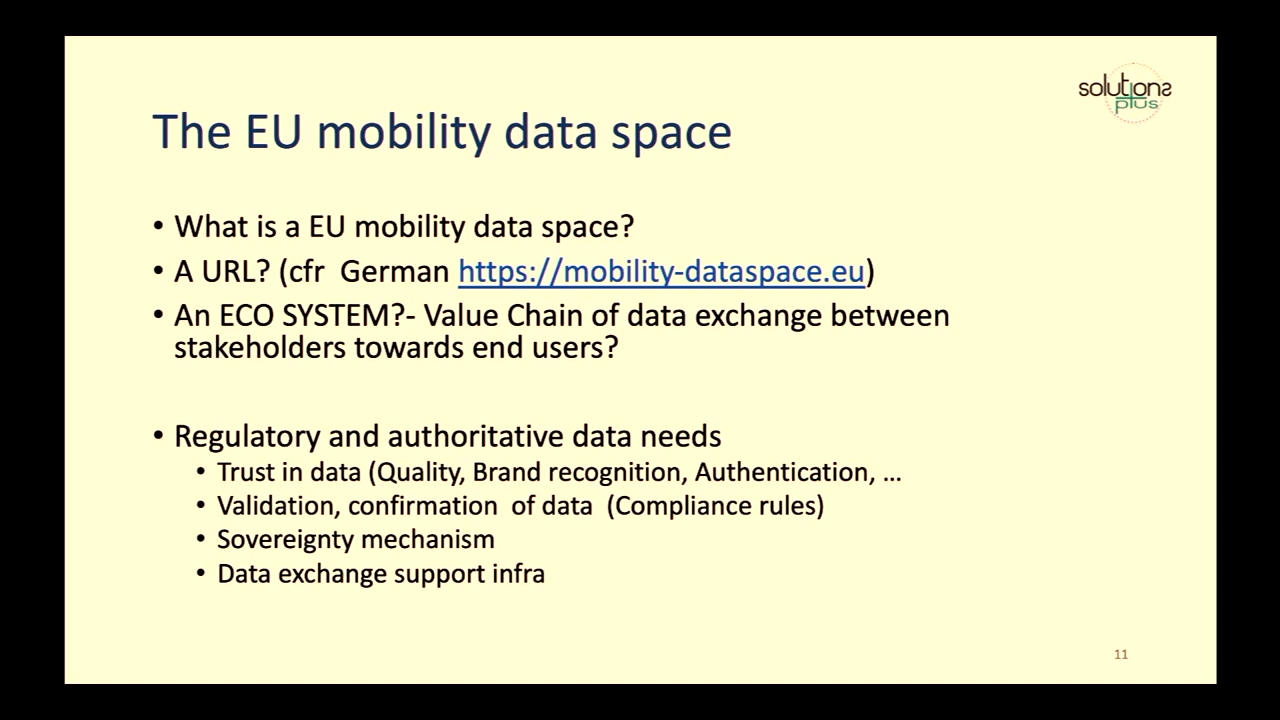 solutions
plus
The EU mobility data space
• What is a EU mobility data space?
• A URL? (cfr German https://mobility-dataspace.eu)
• An ECO SYSTEM?- Value Chain of data exchange between
stakeholders towards end users?
• Regulatory and authoritative data needs
• Trust in data (Quality, Brand recognition, Authentication, ...
• Validation, confirmation of data (Compliance rules)
• Sovereignty mechanism
• Data exchange support infra
11